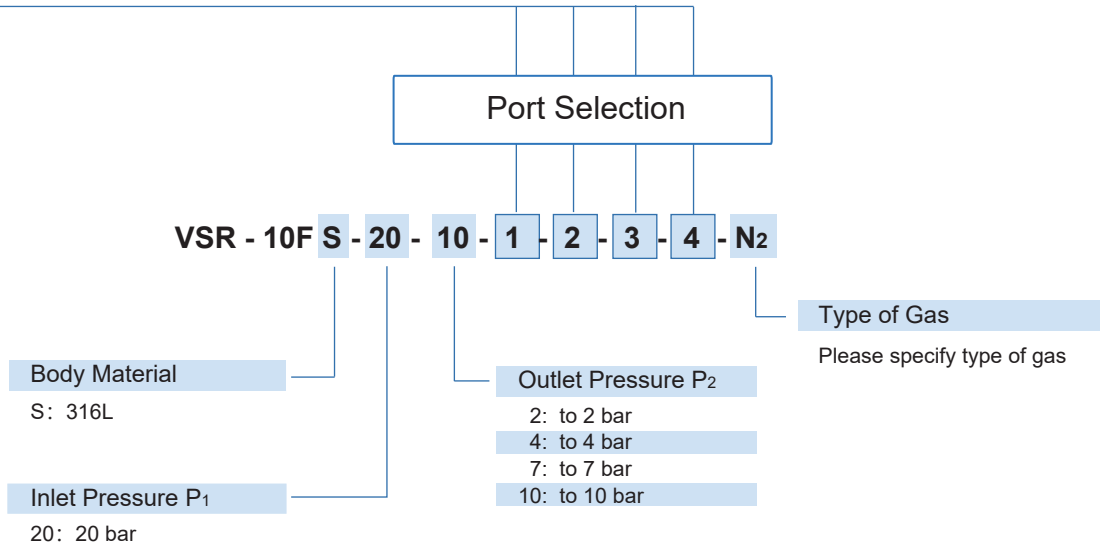 Port Selection
VSR - 10F S - 20 - 10 - 1 - 2 - 3 - 4 - N2
Type of Gas
Please specify type of gas
Body Material
S: 316L
Outlet Pressure P2
2: to 2 bar
4: to 4 bar
7: to 7 bar
10: to 10 bar
Inlet Pressure P1
20: 20 bar